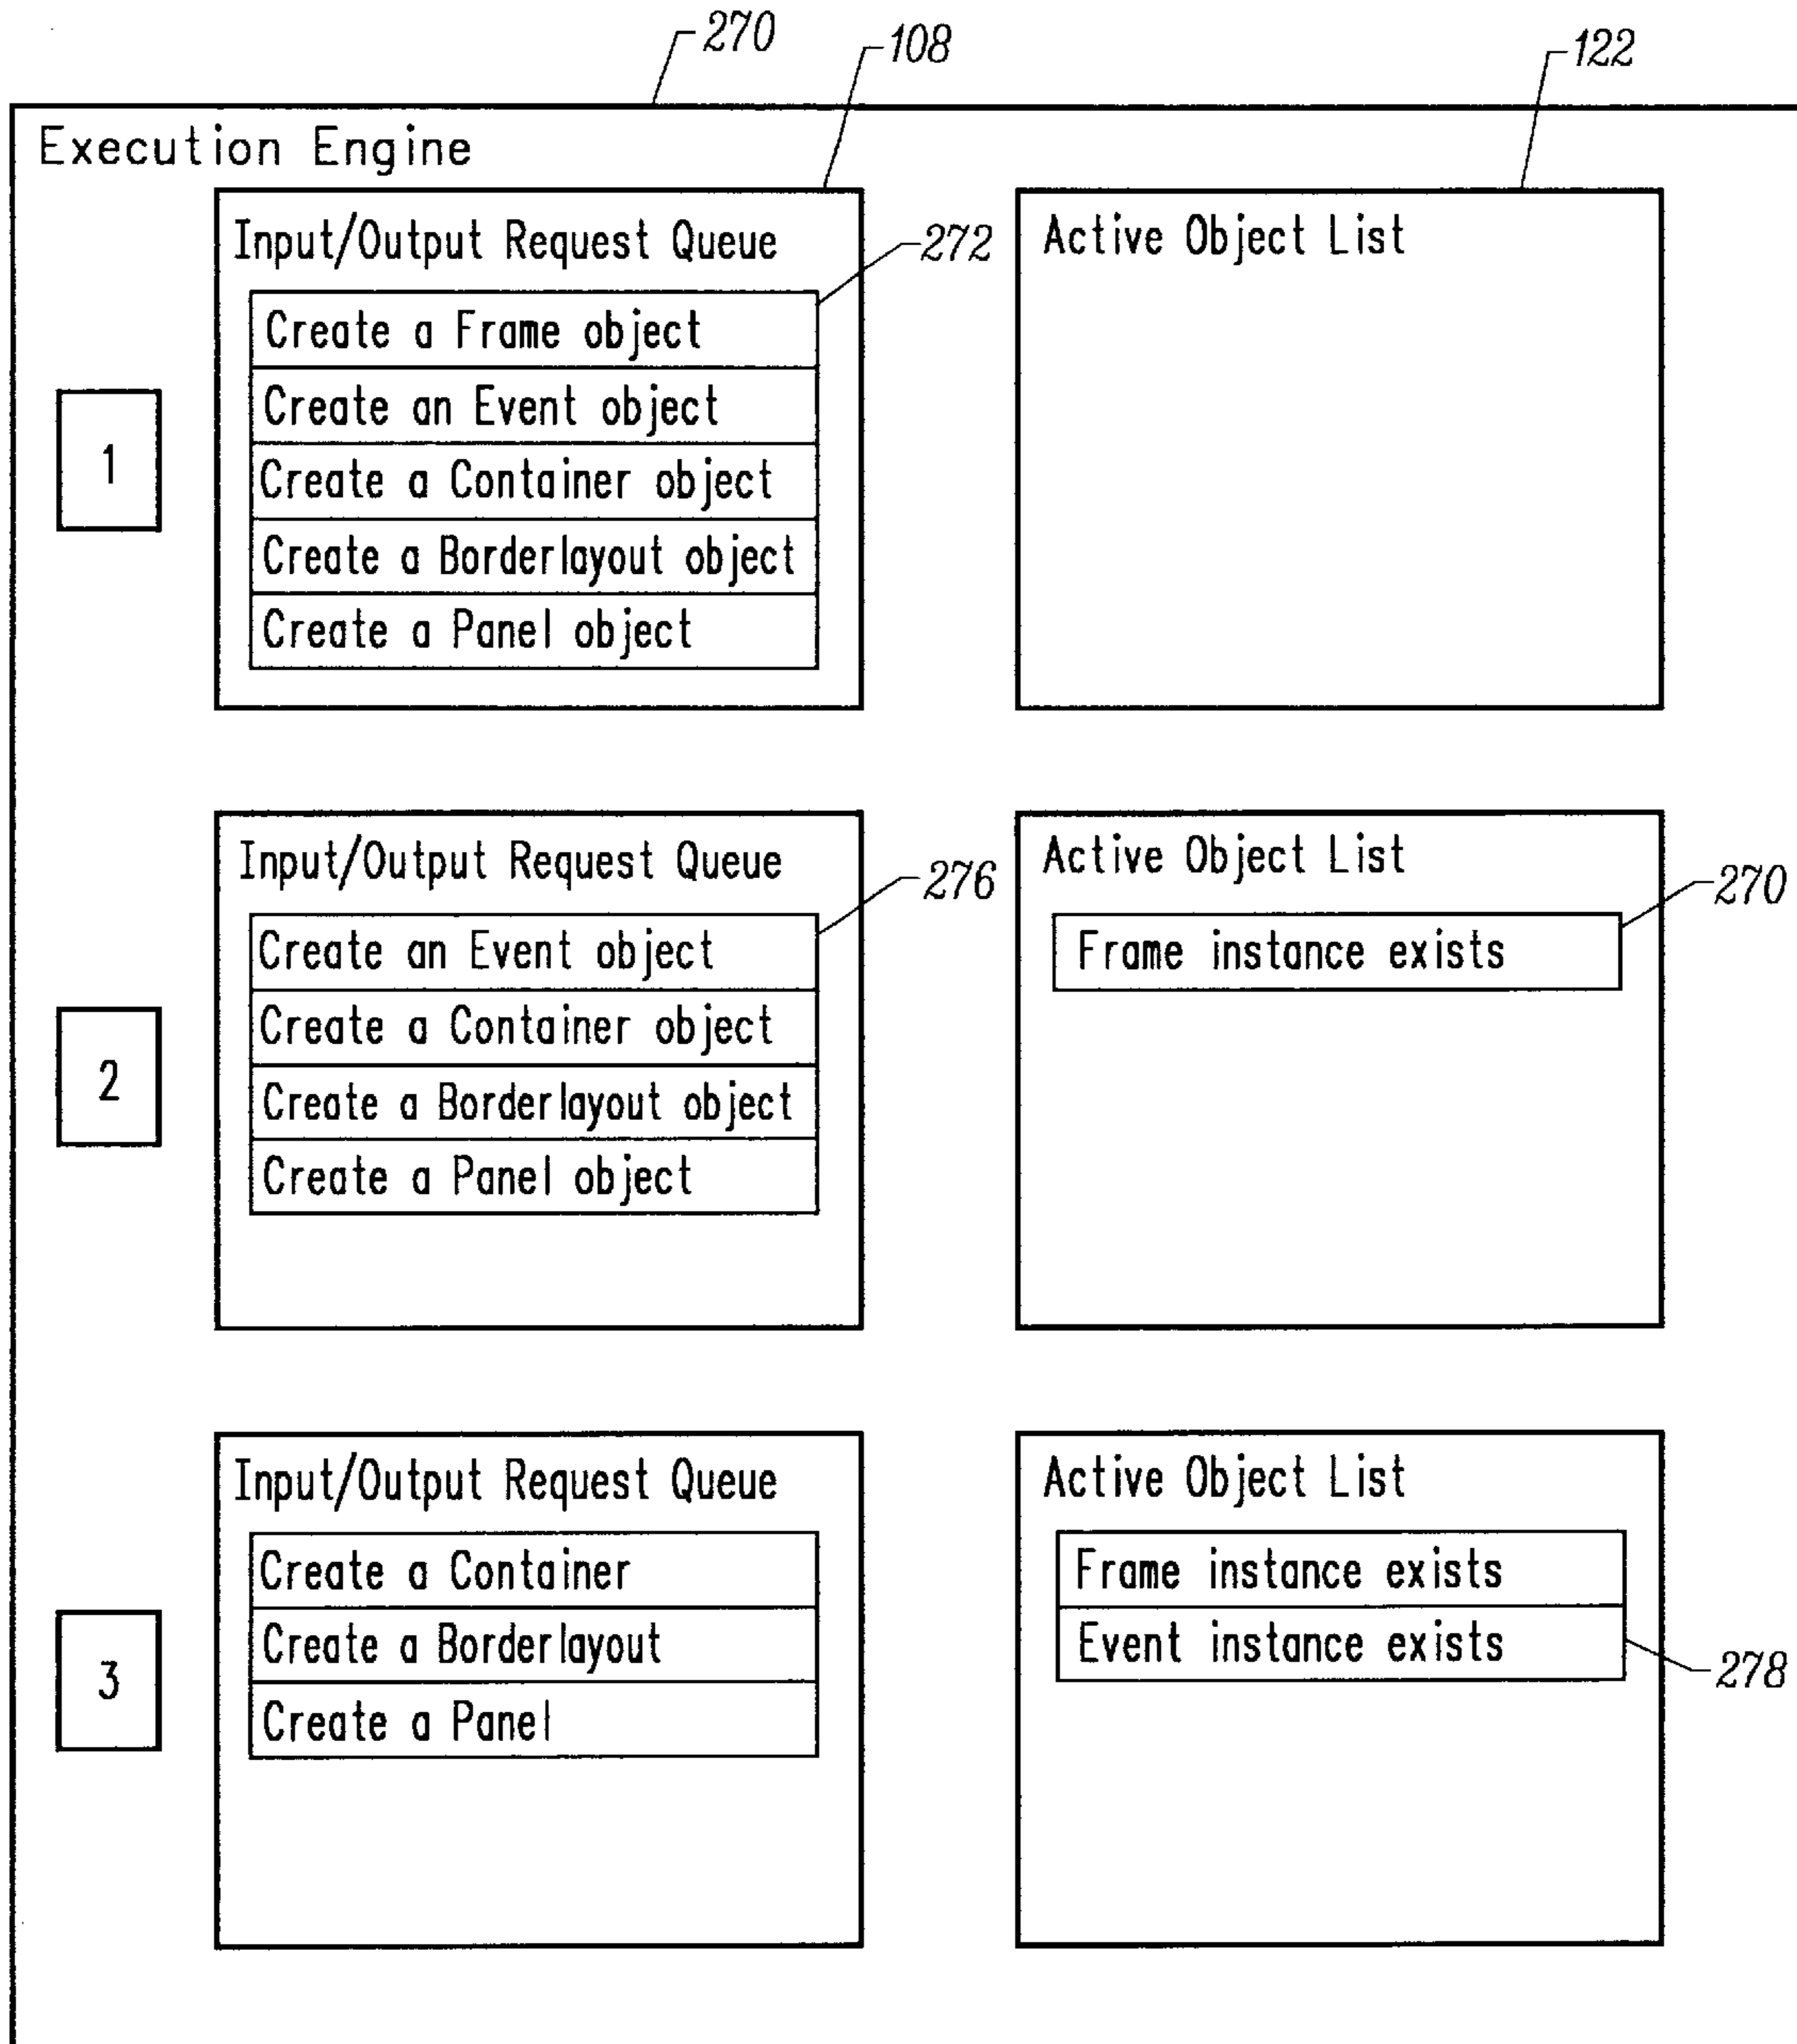 270
108
122
Execution Engine
Input/Output Request Queue
272
Create a Frame object
Create an Event object
Create a Container object
Create a Borderlayout object
Create a Panel object
Active Object List
1
Input/Output Request Queue
276
Create an Event object
Create a Container object
Create a Borderlayout object
Create a Panel object
Active Object List
270
Frame instance exists
2
Input/Output Request Queue
Create a Container
Create a Borderlayout
Create a Panel
Active Object List
Frame instance exists
Event instance exists
278
3